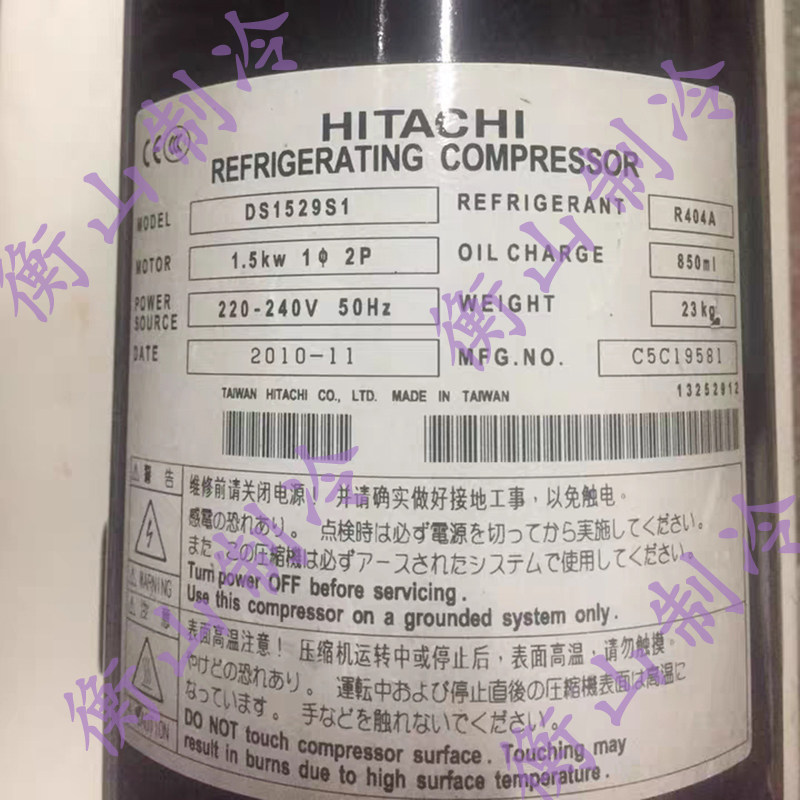 HITACHI
REFRIGERATING COMPRESSOR
CE CCC
MODEL DS1529S1 REFRIGERANT R404A
MOTOR 1.5kw 1ϕ 2P OIL CHARGE 850ml
POWER SOURCE 220-240V 50Hz WEIGHT 23kg
DATE 2010-11 MFG.NO. C5C19581
TAIWAN HITACHI CO., LTD. MADE IN TAIWAN 13252912
警告
维修前请关闭电源！并请确实做好接地工事，以免触电。
感電の恐れあり。点検時は必ず電源を切ってから実施してください。
また この圧縮機は必ずアースされたシステムで使用してください。
WARNING
Turn power OFF before servicing.
Use this compressor on a grounded system only.
注意
表面高温注意！压缩机运转中或停止后，表面高温，请勿触摸。
やけどの恐れあり。運転中および停止直後の圧縮機表面は高温に
なっています。手などを触れないでください。
CAUTION
DO NOT touch compressor surface. Touching may
result in burns due to high surface temperature.
衡山制冷
衡山制冷
衡山制冷
衡山制冷